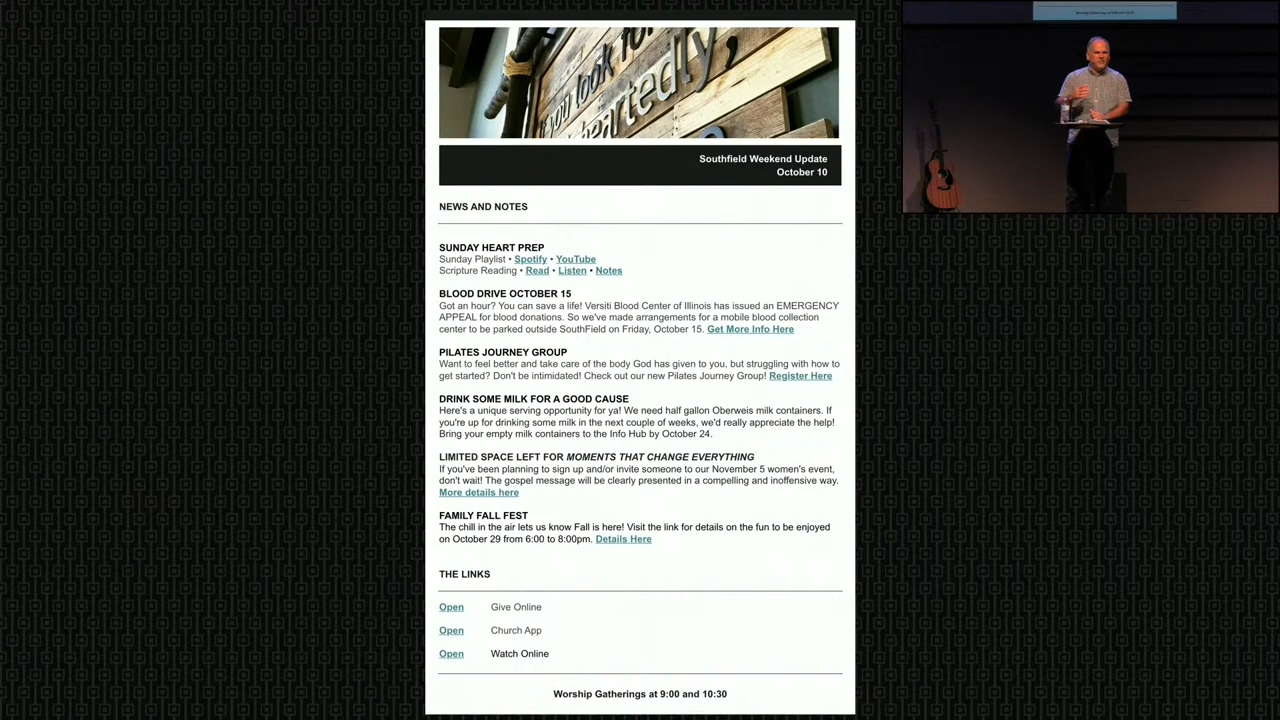 you look for
heartedly,
Southfield Weekend Update
October 10
NEWS AND NOTES
SUNDAY HEART PREP
Sunday Playlist • Spotify • YouTube
Scripture Reading • Read • Listen • Notes
BLOOD DRIVE OCTOBER 15
Got an hour? You can save a life! Versiti Blood Center of Illinois has issued an EMERGENCY
APPEAL for blood donations. So we've made arrangements for a mobile blood collection
center to be parked outside SouthField on Friday, October 15. Get More Info Here
PILATES JOURNEY GROUP
Want to feel better and take care of the body God has given to you, but struggling with how to
get started? Don't be intimidated! Check out our new Pilates Journey Group! Register Here
DRINK SOME MILK FOR A GOOD CAUSE
Here's a unique serving opportunity for ya! We need half gallon Oberweis milk containers. If
you're up for drinking some milk in the next couple of weeks, we'd really appreciate the help!
Bring your empty milk containers to the Info Hub by October 24.
LIMITED SPACE LEFT FOR MOMENTS THAT CHANGE EVERYTHING
If you've been planning to sign up and/or invite someone to our November 5 women's event,
don't wait! The gospel message will be clearly presented in a compelling and inoffensive way.
More details here
FAMILY FALL FEST
The chill in the air lets us know Fall is here! Visit the link for details on the fun to be enjoyed
on October 29 from 6:00 to 8:00pm. Details Here
THE LINKS
Open Give Online
Open Church App
Open Watch Online
Worship Gatherings at 9:00 and 10:30